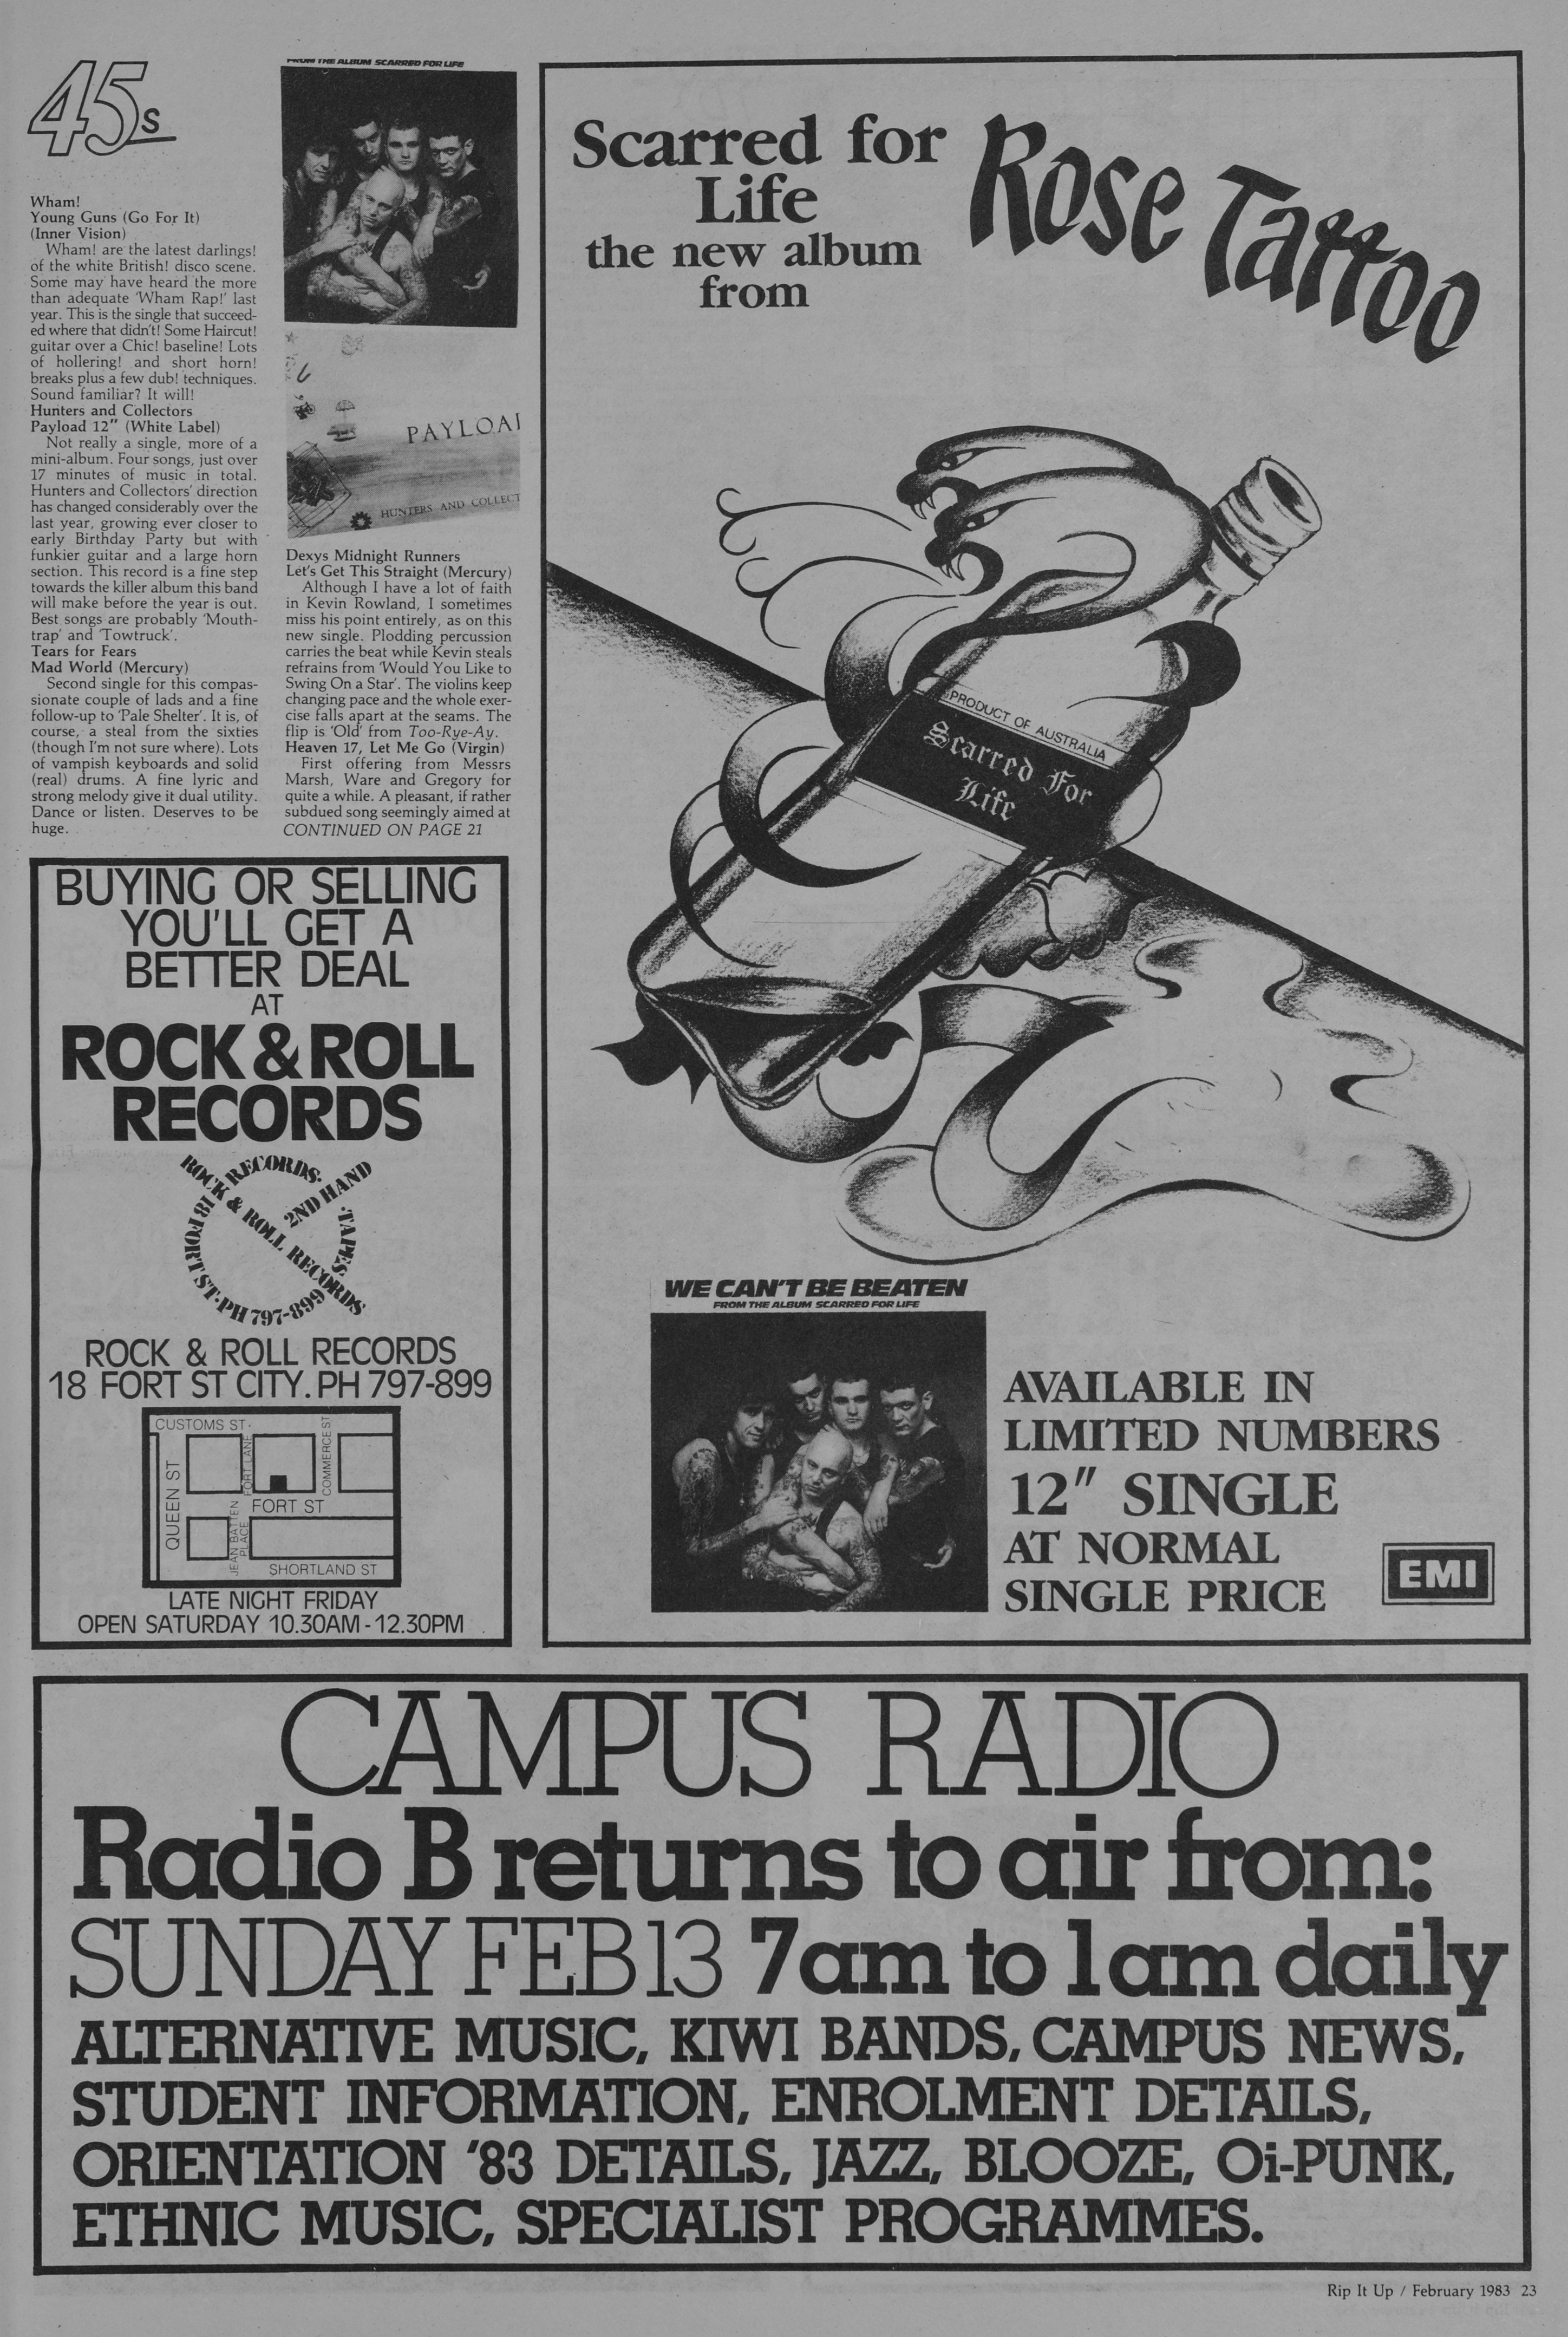 45s
Wham!
Young Guns (Go For It)
(Inner Vision)
Wham! are the latest darlings!
of the white British! disco scene.
Some may have heard the more
than adequate 'Wham Rap!' last
year. This is the single that succeed-
ed where that didn't! Some Haircut!
guitar over a Chic! baseline! Lots
of hollering! and short horn!
breaks plus a few dub! techniques.
Sound familiar? It will!
Hunters and Collectors
Payload 12" (White Label)
Not really a single, more of a
mini-album. Four songs, just over
17 minutes of music in total.
Hunters and Collectors' direction
has changed considerably over the
last year, growing ever closer to
early Birthday Party but with
funkier guitar and a large horn
section. This record is a fine step
towards the killer album this band
will make before the year is out.
Best songs are probably 'Mouth-
trap' and 'Towtruck'.
Tears for Fears
Mad World (Mercury)
Second single for this compas-
sionate couple of lads and a fine
follow-up to 'Pale Shelter'. It is, of
course, a steal from the sixties
(though I'm not sure where). Lots
of vampish keyboards and solid
(real) drums. A fine lyric and
strong melody give it dual utility.
Dance or listen. Deserves to be
huge.
FROM THE ALBUM SCARRED FOR LIFE
PAYLOA
HUNTERS AND COLLECT
Dexys Midnight Runners
Let's Get This Straight (Mercury)
Although I have a lot of faith
in Kevin Rowland, I sometimes
miss his point entirely, as on this
new single. Plodding percussion
carries the beat while Kevin steals
refrains from 'Would You Like to
Swing On a Star'. The violins keep
changing pace and the whole exer-
cise falls apart at the seams. The
flip is 'Old' from Too-Rye-Ay.
Heaven 17, Let Me Go (Virgin)
First offering from Messrs
Marsh, Ware and Gregory for
quite a while. A pleasant, if rather
subdued song seemingly aimed at
CONTINUED ON PAGE 21
BUYING OR SELLING
YOU'LL GET A
BETTER DEAL
AT
ROCK & ROLL
RECORDS
ROCK & ROLL RECORDS
RECORDS·
2ND HAND
·TAPES·
18 FORT ST·PH 797-899
ROCK & ROLL RECORDS
18 FORT ST CITY. PH 797-899
CUSTOMS ST·
QUEEN ST
FORT LANE
COMMERCE ST
FORT ST
JEAN BATTEN
PLACE
SHORTLAND ST
LATE NIGHT FRIDAY
OPEN SATURDAY 10.30AM - 12.30PM
Scarred for
Life
the new album
from
Rose Tattoo
PRODUCT OF AUSTRALIA
Scarred For
Life
WE CAN'T BE BEATEN
FROM THE ALBUM SCARRED FOR LIFE
AVAILABLE IN
LIMITED NUMBERS
12" SINGLE
AT NORMAL
SINGLE PRICE
EMI
CAMPUS RADIO
Radio B returns to air from:
SUNDAY FEB 13 7am to 1am daily
ALTERNATIVE MUSIC, KIWI BANDS, CAMPUS NEWS,
STUDENT INFORMATION, ENROLMENT DETAILS,
ORIENTATION '83 DETAILS, JAZZ, BLOOZE, Oi-PUNK,
ETHNIC MUSIC, SPECIALIST PROGRAMMES.
Rip It Up / February 1983 23